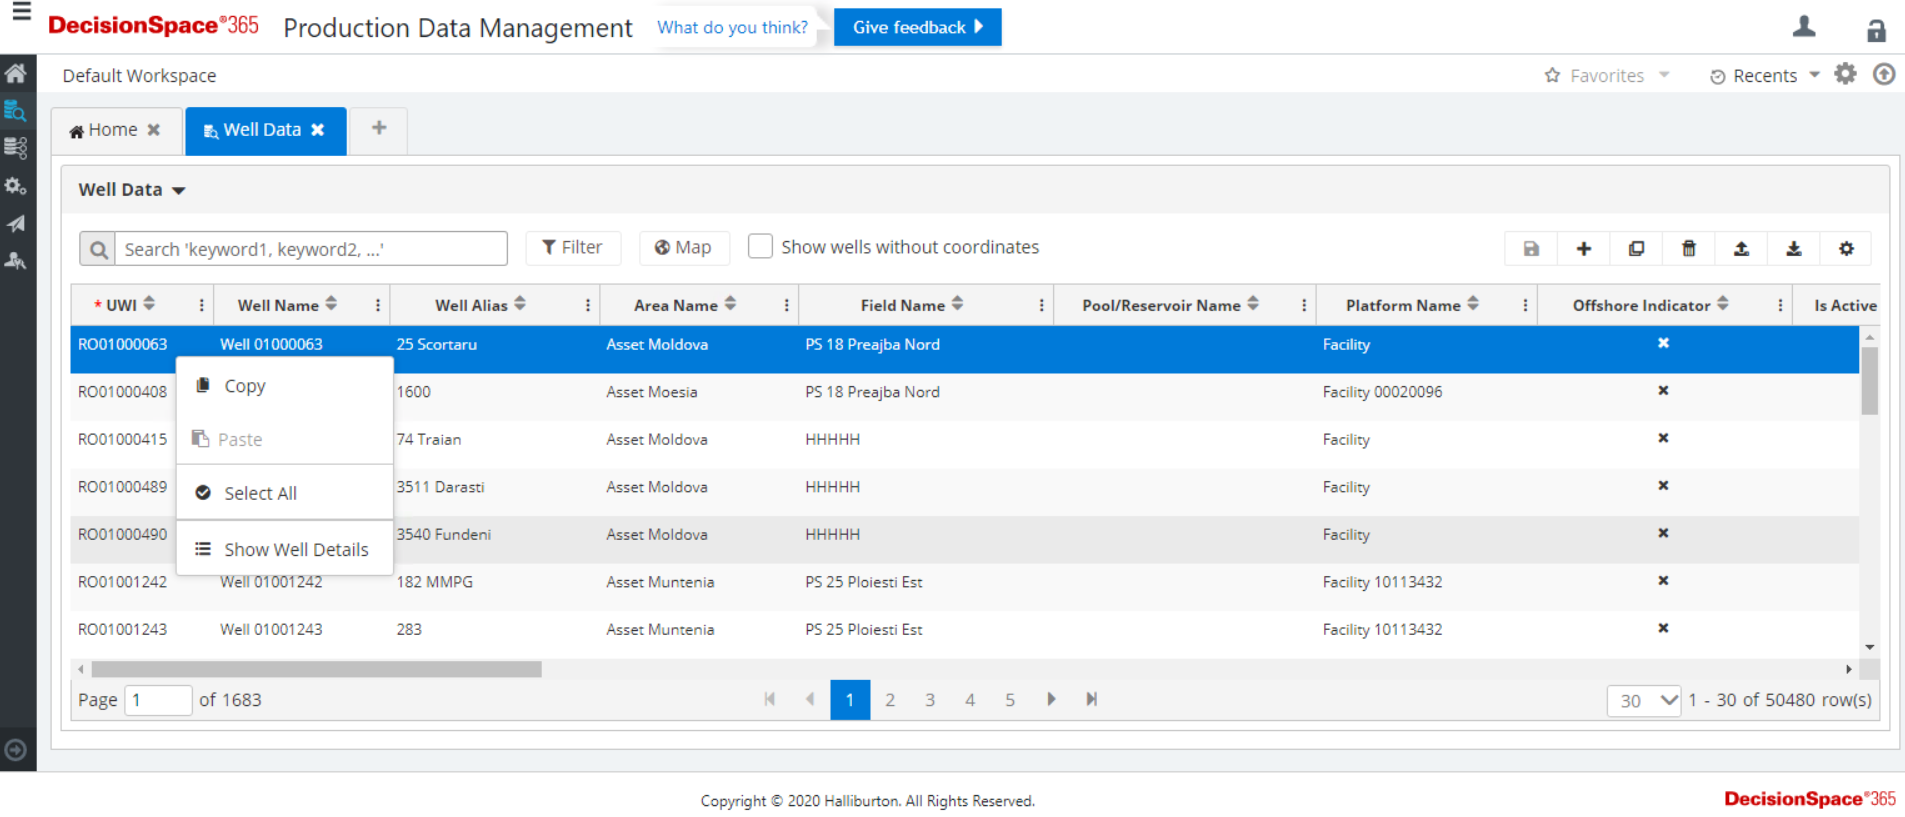 DecisionSpace®365 Production Data Management What do you think? Give feedback
Default Workspace Favorites Recents
Home Well Data +
Well Data
Search 'keyword1, keyword2, ...' Filter Map Show wells without coordinates
* UWI Well Name Well Alias Area Name Field Name Pool/Reservoir Name Platform Name Offshore Indicator Is Active
RO01000063 Well 01000063 25 Scortaru Asset Moldova PS 18 Preajba Nord Facility
Copy
RO01000408 1600 Asset Moesia PS 18 Preajba Nord Facility 00020096
Paste
RO01000415 74 Traian Asset Moldova HHHHH Facility
Select All
RO01000489 3511 Darasti Asset Moldova HHHHH Facility
RO01000490 3540 Fundeni Asset Moldova HHHHH Facility
Show Well Details
RO01001242 Well 01001242 182 MMPG Asset Muntenia PS 25 Ploiesti Est Facility 10113432
RO01001243 Well 01001243 283 Asset Muntenia PS 25 Ploiesti Est Facility 10113432
Page 1 of 1683 1 2 3 4 5 30 1 - 30 of 50480 row(s)
Copyright © 2020 Halliburton. All Rights Reserved. DecisionSpace®365